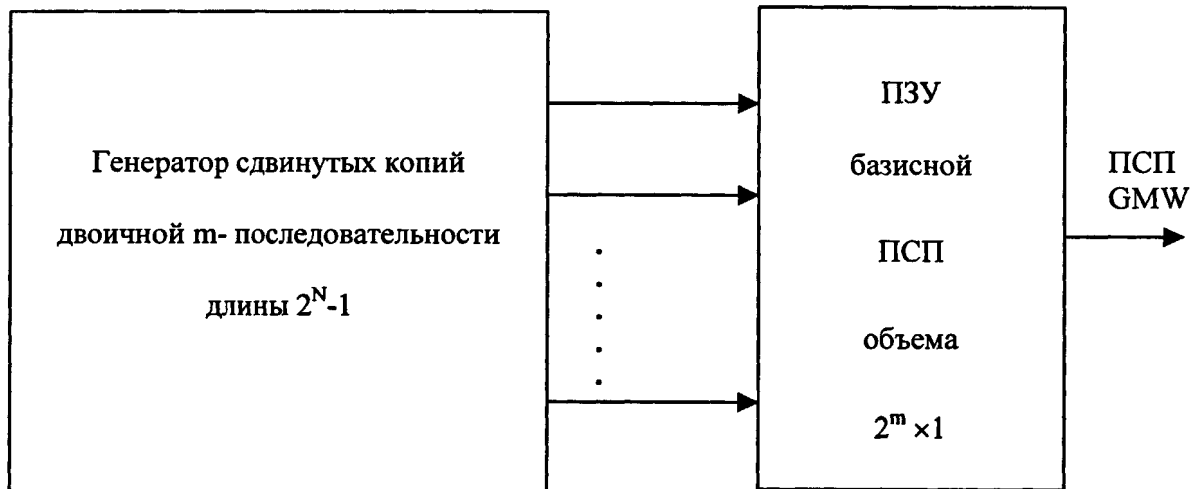 Генератор сдвинутых копий
двоичной m- последовательности
длины 2^N-1
ПЗУ
базисной
ПСП
объема
2^m ×1
ПСП
GMW